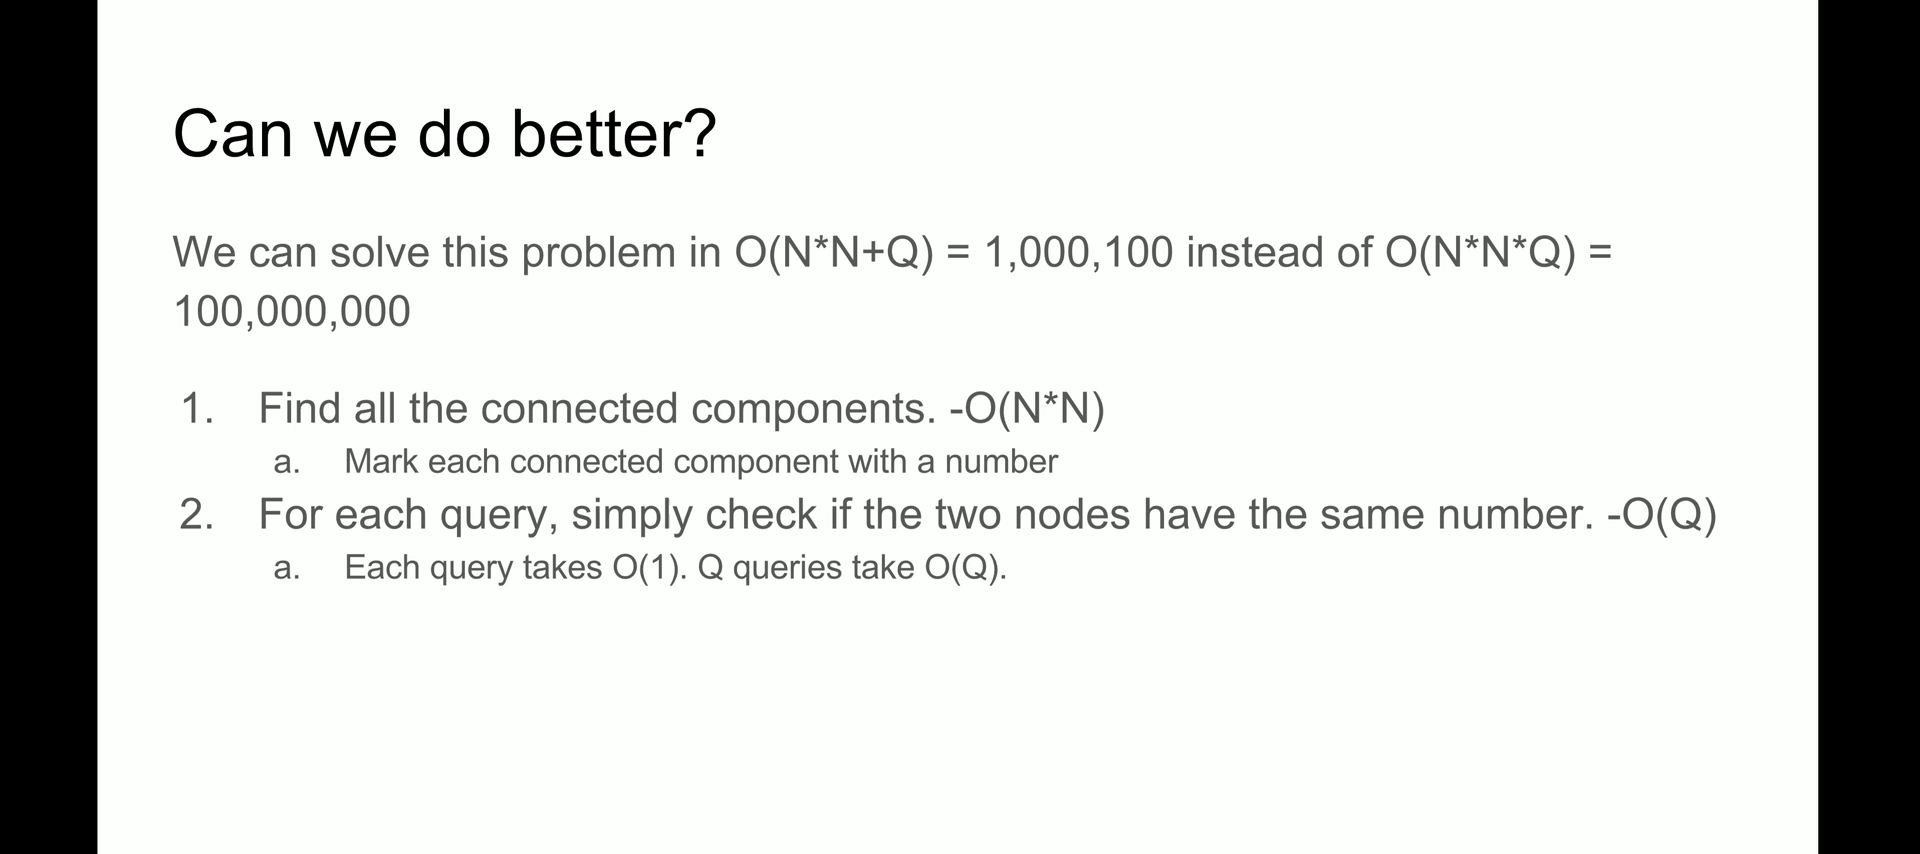 Can we do better?
We can solve this problem in O(N*N+Q) = 1,000,100 instead of O(N*N*Q) =
100,000,000
1. Find all the connected components. -O(N*N)
a. Mark each connected component with a number
2. For each query, simply check if the two nodes have the same number. -O(Q)
a. Each query takes O(1). Q queries take O(Q).